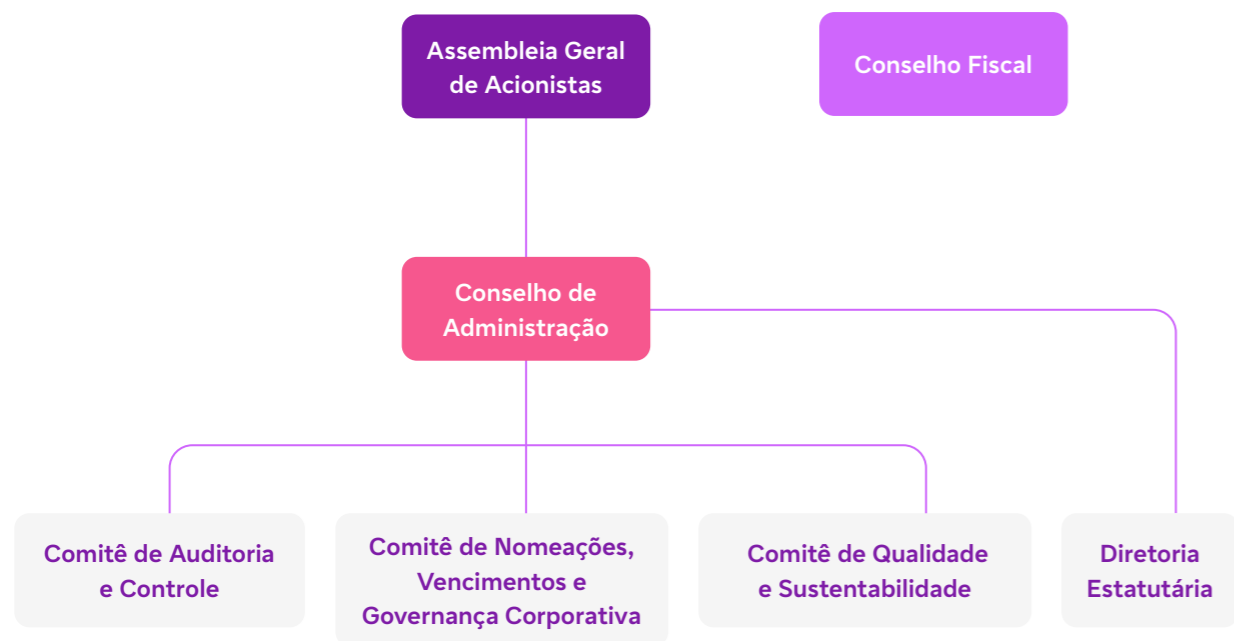 Assembleia Geral
de Acionistas
Conselho Fiscal
Conselho de
Administração
Comitê de Auditoria
e Controle
Comitê de Nomeações,
Vencimentos e
Governança Corporativa
Comitê de Qualidade
e Sustentabilidade
Diretoria
Estatutária